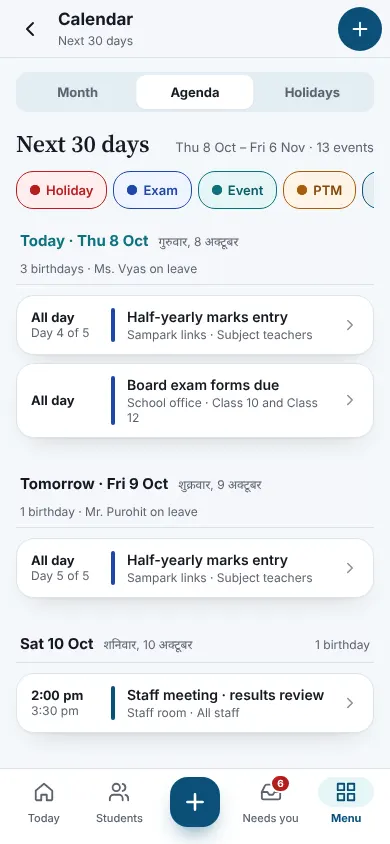 Calendar
Next 30 days
Month
Agenda
Holidays
Next 30 days
Thu 8 Oct – Fri 6 Nov · 13 events
Holiday
Exam
Event
PTM
Today · Thu 8 Oct गुरुवार, 8 अक्टूबर
3 birthdays · Ms. Vyas on leave
All day
Day 4 of 5
Half-yearly marks entry
Sampark links · Subject teachers
All day
Board exam forms due
School office · Class 10 and Class
12
Tomorrow · Fri 9 Oct शुक्रवार, 9 अक्टूबर
1 birthday · Mr. Purohit on leave
All day
Day 5 of 5
Half-yearly marks entry
Sampark links · Subject teachers
Sat 10 Oct शनिवार, 10 अक्टूबर
1 birthday
2:00 pm
3:30 pm
Staff meeting · results review
Staff room · All staff
6
Today
Students
Needs you
Menu